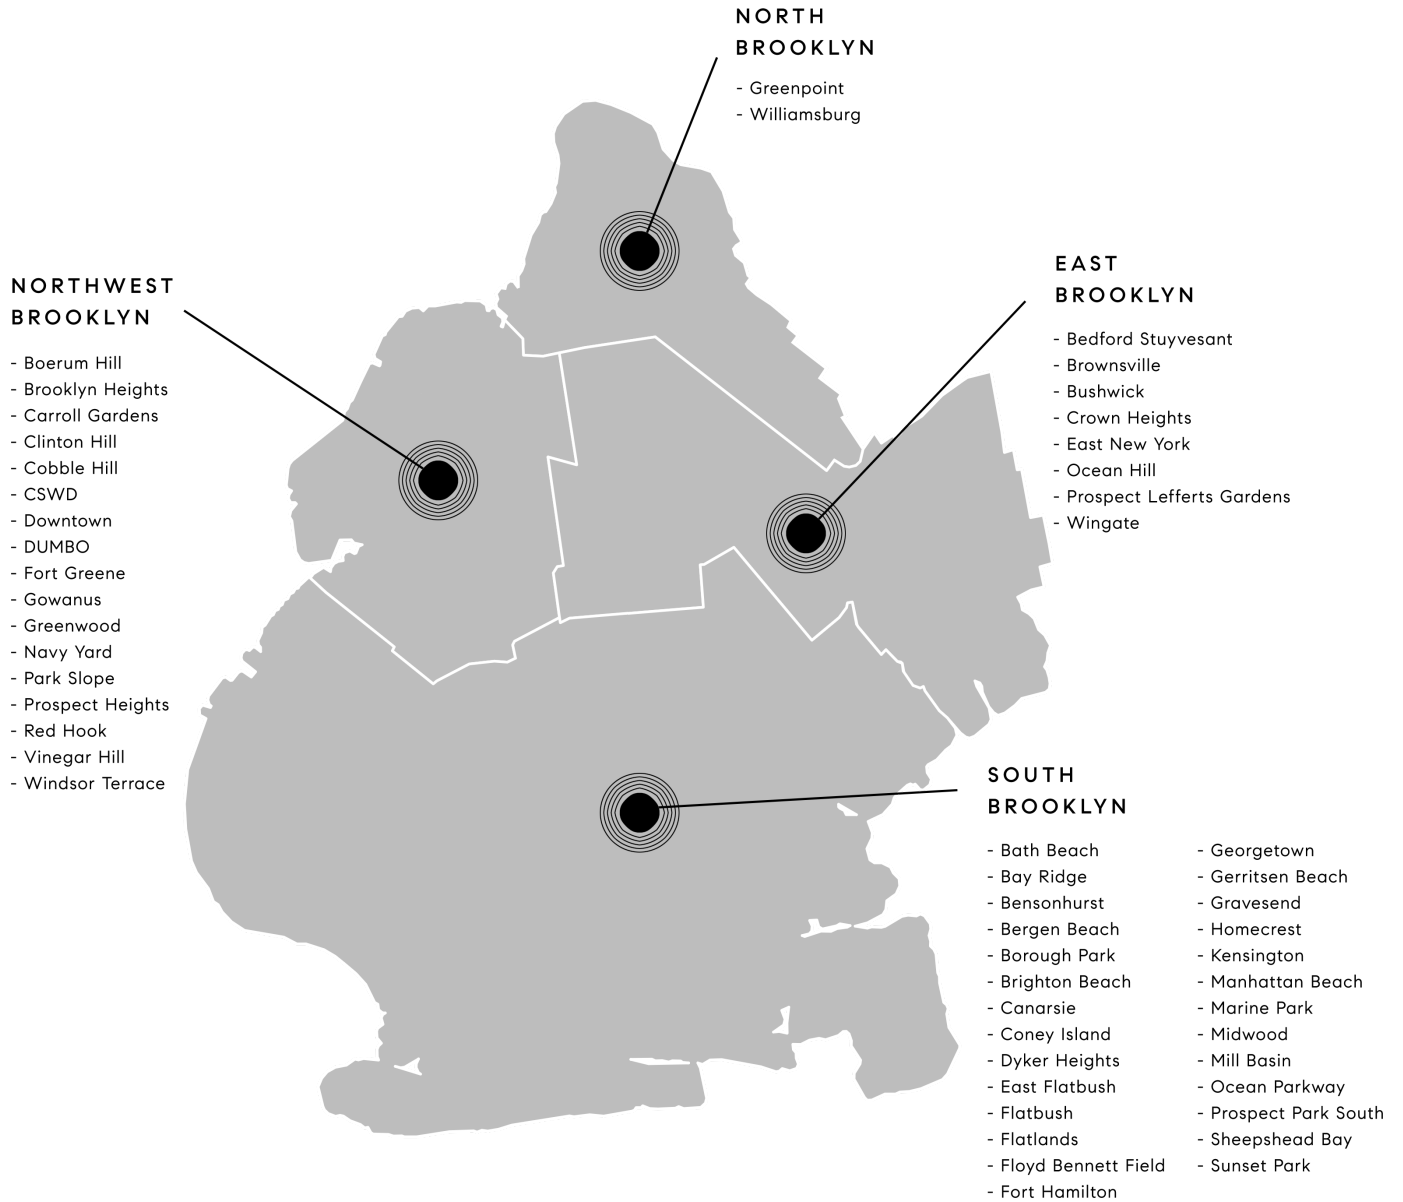 NORTH
BROOKLYN
- Greenpoint
- Williamsburg
NORTHWEST
BROOKLYN
- Boerum Hill
- Brooklyn Heights
- Carroll Gardens
- Clinton Hill
- Cobble Hill
- CSWD
- Downtown
- DUMBO
- Fort Greene
- Gowanus
- Greenwood
- Navy Yard
- Park Slope
- Prospect Heights
- Red Hook
- Vinegar Hill
- Windsor Terrace
EAST
BROOKLYN
- Bedford Stuyvesant
- Brownsville
- Bushwick
- Crown Heights
- East New York
- Ocean Hill
- Prospect Lefferts Gardens
- Wingate
SOUTH
BROOKLYN
- Bath Beach
- Bay Ridge
- Bensonhurst
- Bergen Beach
- Borough Park
- Brighton Beach
- Canarsie
- Coney Island
- Dyker Heights
- East Flatbush
- Flatbush
- Flatlands
- Floyd Bennett Field
- Fort Hamilton
- Georgetown
- Gerritsen Beach
- Gravesend
- Homecrest
- Kensington
- Manhattan Beach
- Marine Park
- Midwood
- Mill Basin
- Ocean Parkway
- Prospect Park South
- Sheepshead Bay
- Sunset Park